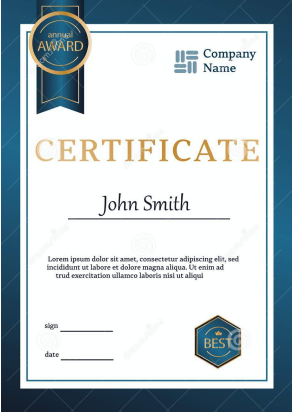 annual
AWARD
Company
Name
CERTIFICATE
John Smith
Lorem ipsum dolor sit amet, consectetur adipiscing elit, sed
incididunt ut labore et dolore magna aliqua. Ut enim ad
trud exercitation ullamco laboris nisi ut aliqui
sign
BEST
date